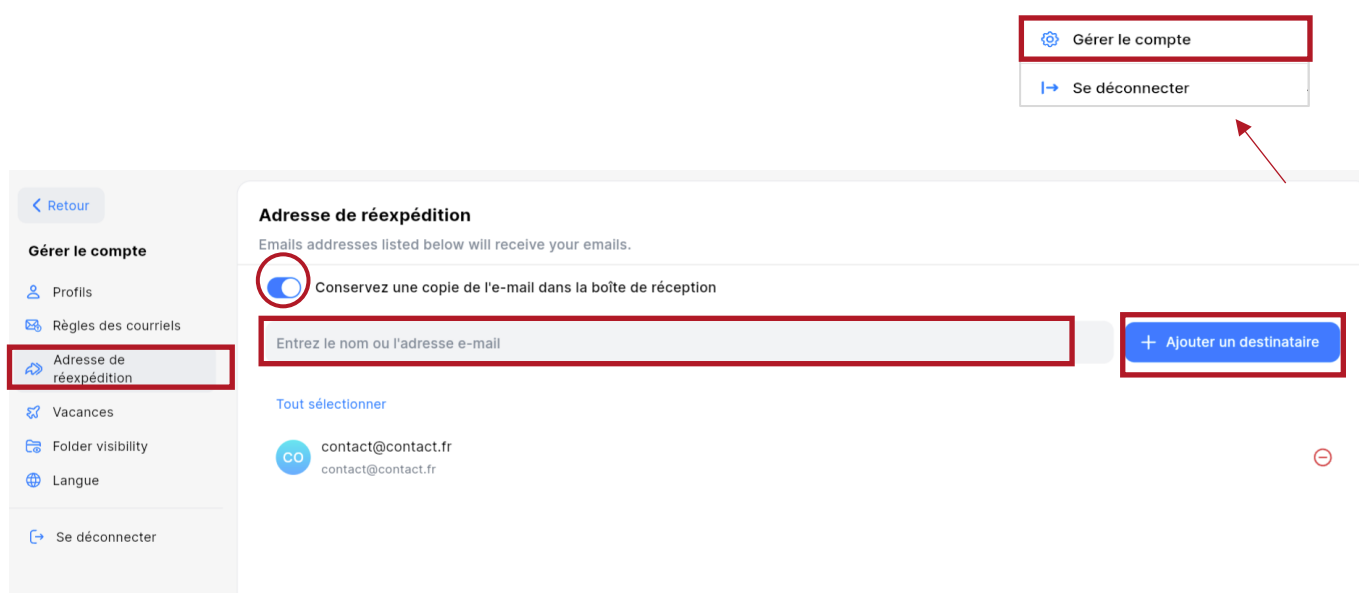 Gérer le compte
Se déconnecter
Retour
Gérer le compte
Profils
Règles des courriels
Adresse de
réexpédition
Vacances
Folder visibility
Langue
Se déconnecter
Adresse de réexpédition
Emails addresses listed below will receive your emails.
Conservez une copie de l'e-mail dans la boîte de réception
Entrez le nom ou l'adresse e-mail
Ajouter un destinataire
Tout sélectionner
CO
contact@contact.fr
contact@contact.fr